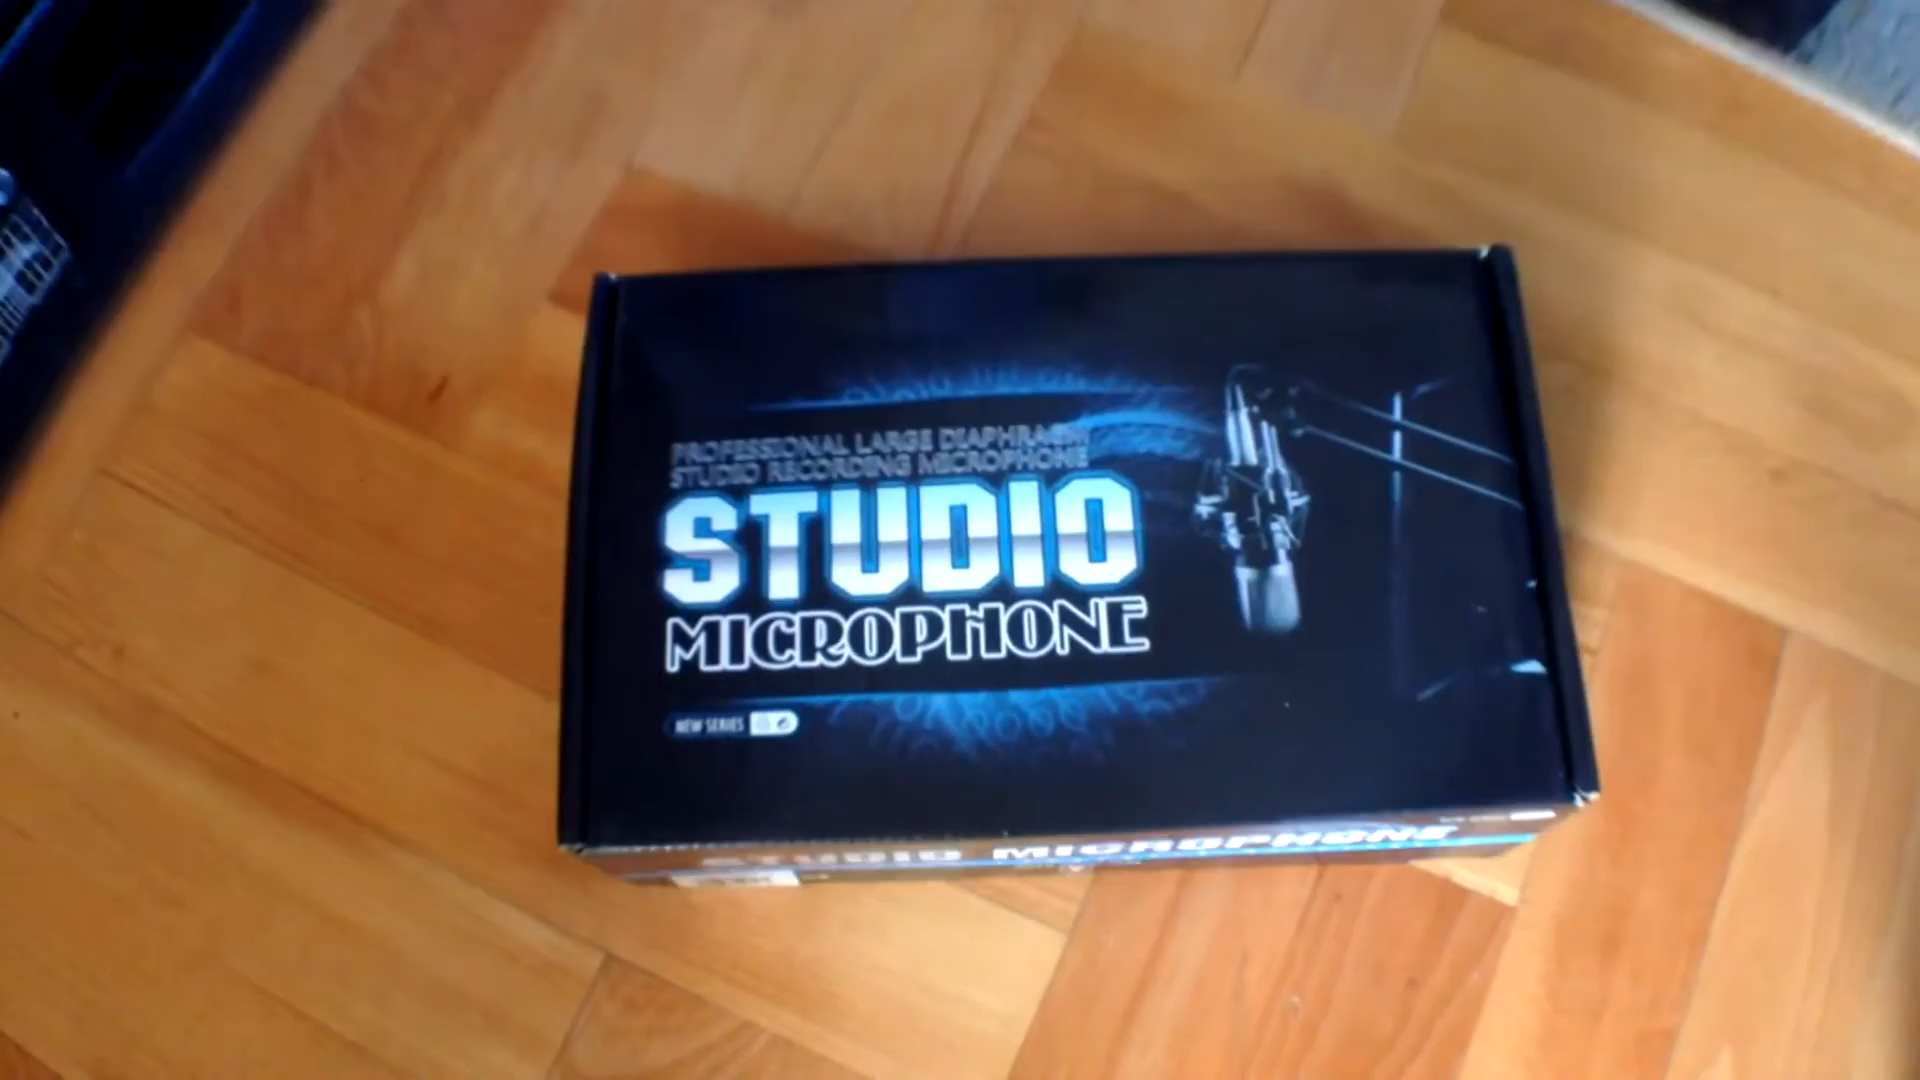 PROFESSIONAL LARGE DIAPHRAGM
STUDIO RECORDING MICROPHONE
STUDIO
MICROPHONE
NEW SERIES
STUDIO MICROPHONE